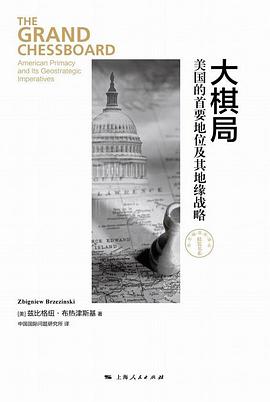 THE
GRAND
CHESSBOARD
American Primacy
and Its Geostrategic
Imperatives
大棋局
美国的首要地位及其地缘战略
Zbigniew Brzezinski
[美] 兹比格纽·布热津斯基 著
中国国际问题研究所 译
上海人民出版社